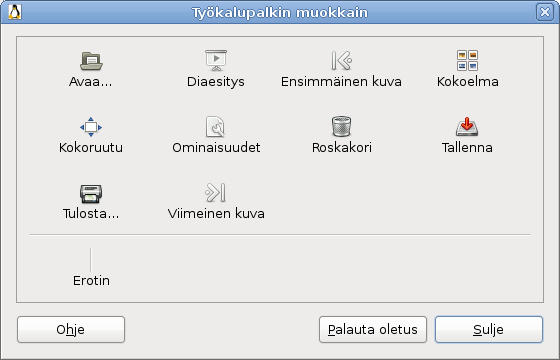 Työkalupalkin muokkain
Avaa...
Diaesitys
Ensimmäinen kuva
Kokoelma
Kokoruutu
Ominaisuudet
Roskakori
Tallenna
Tulosta...
Viimeinen kuva
Erotin
Ohje
Palauta oletus
Sulje